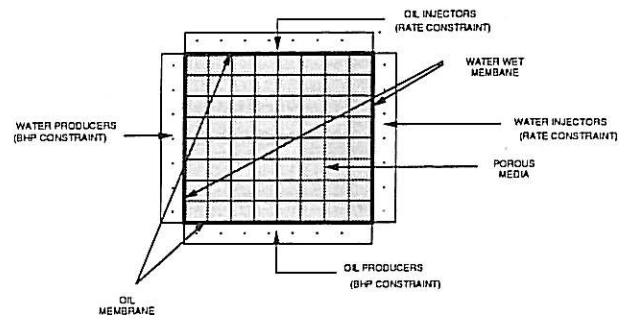 OIL INJECTORS
(RATE CONSTRAINT)
WATER WET
MEMBANE
WATER PRODUCERS
(BHP CONSTRAINT)
WATER INJECTORS
(RATE CONSTRAINT)
POROUS
MEDIA
OIL PRODUCERS
(BHP CONSTRAINT)
OIL
MEMBRANE